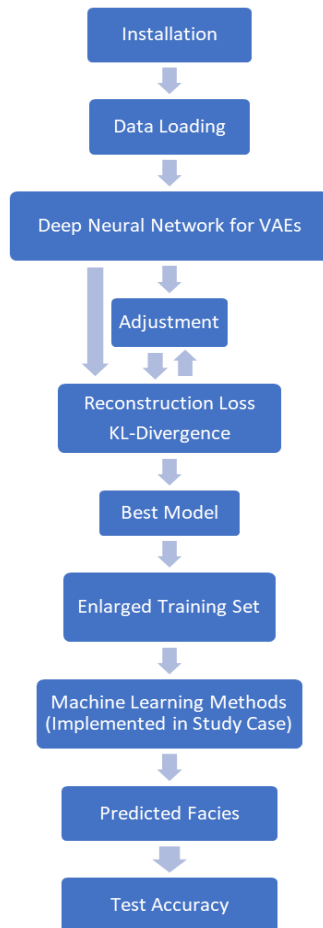 Installation
Data Loading
Deep Neural Network for VAEs
Adjustment
Reconstruction Loss
KL-Divergence
Best Model
Enlarged Training Set
Machine Learning Methods
(Implemented in Study Case)
Predicted Facies
Test Accuracy